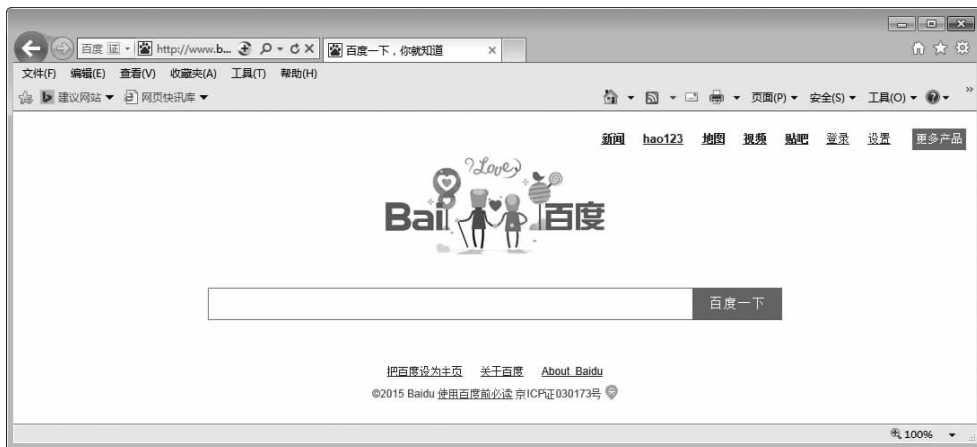 百度 证 http://www.b... 百度一下，你就知道
文件(F) 编辑(E) 查看(V) 收藏夹(A) 工具(T) 帮助(H)
建议网站 网页快讯库 页面(P) 安全(S) 工具(O)
新闻 hao123 地图 视频 贴吧 登录 设置 更多产品
Love
Bai 百度
百度一下
把百度设为主页 关于百度 About Baidu
©2015 Baidu 使用百度前必读 京ICP证030173号
100%